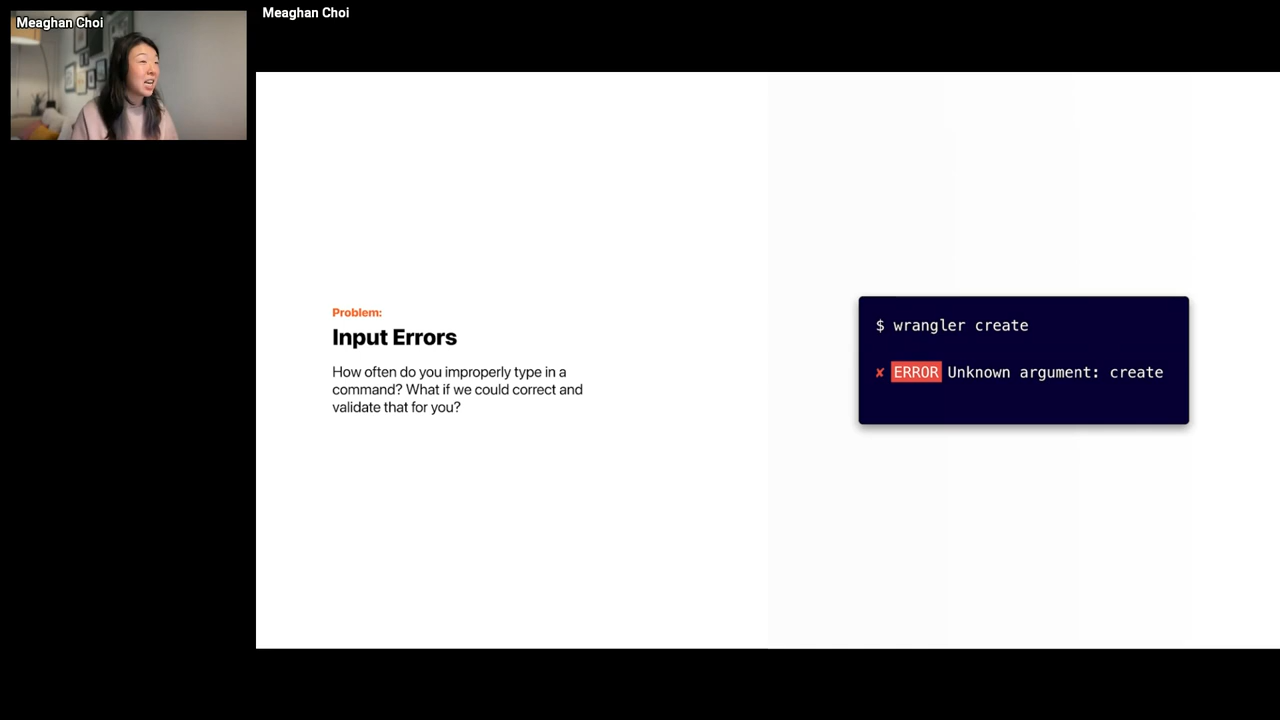 Meaghan Choi
Meaghan Choi
Problem:
Input Errors
How often do you improperly type in a
command? What if we could correct and
validate that for you?
$ wrangler create
✘ ERROR Unknown argument: create